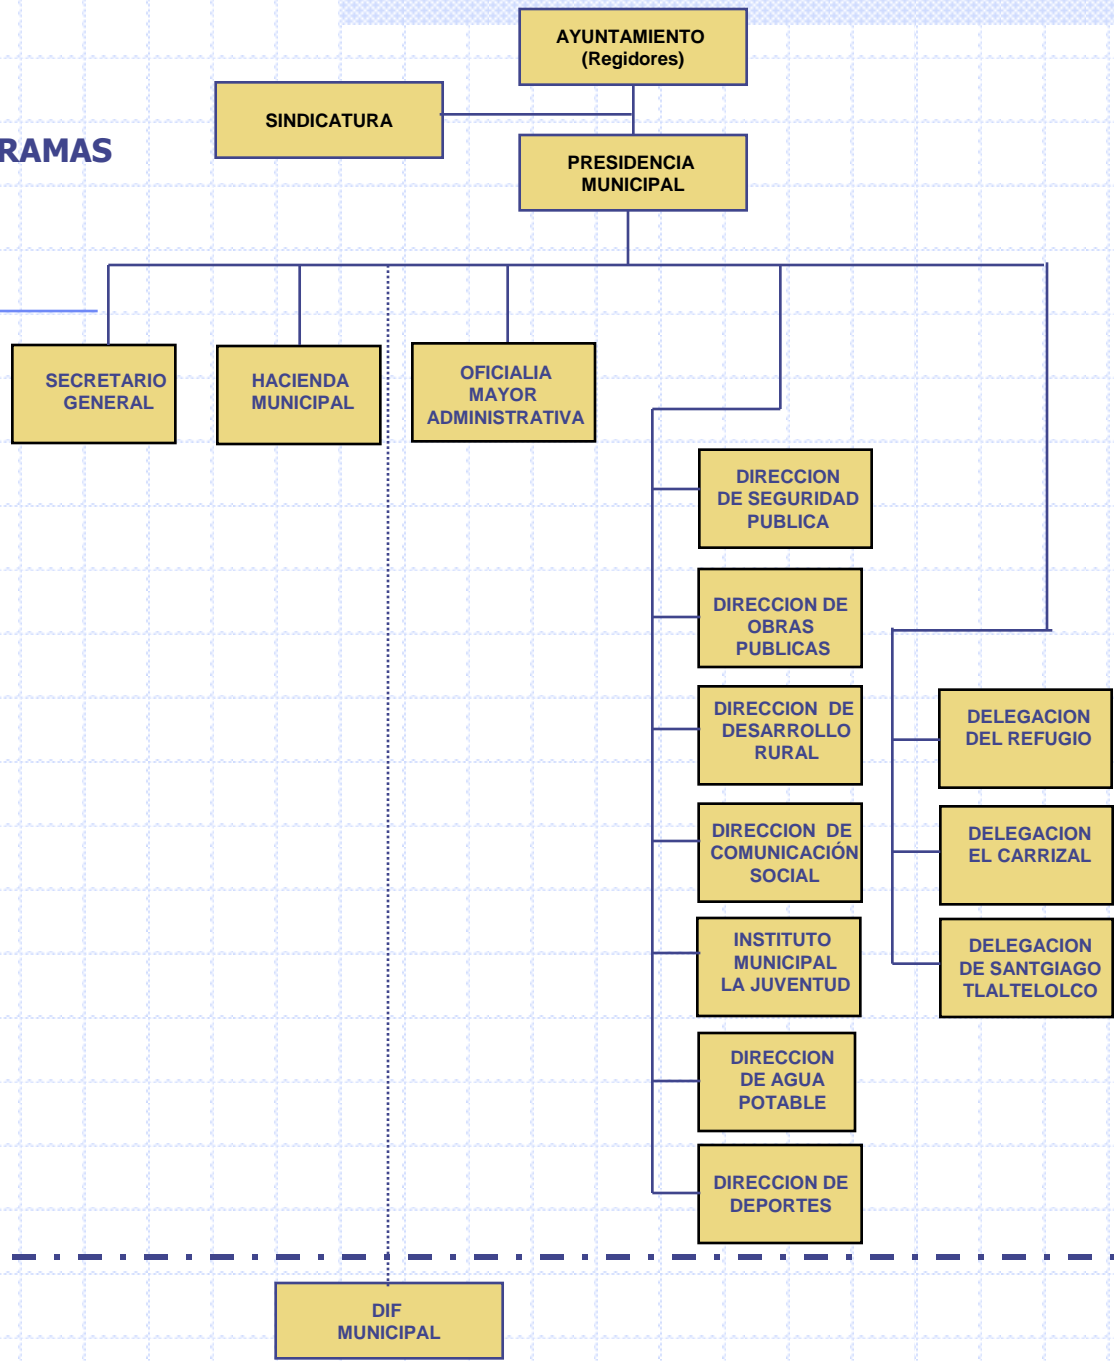 AYUNTAMIENTO
(Regidores)
SINDICATURA
RAMAS
PRESIDENCIA
MUNICIPAL
SECRETARIO
GENERAL
HACIENDA
MUNICIPAL
OFICIALIA
MAYOR
ADMINISTRATIVA
DIRECCION
DE SEGURIDAD
PUBLICA
DIRECCION DE
OBRAS
PUBLICAS
DIRECCION DE
DESARROLLO
RURAL
DIRECCION DE
COMUNICACIÓN
SOCIAL
INSTITUTO
MUNICIPAL
LA JUVENTUD
DIRECCION
DE AGUA
POTABLE
DIRECCION DE
DEPORTES
DELEGACION
DEL REFUGIO
DELEGACION
EL CARRIZAL
DELEGACION
DE SANTGIAGO
TLALTELOLCO
DIF
MUNICIPAL